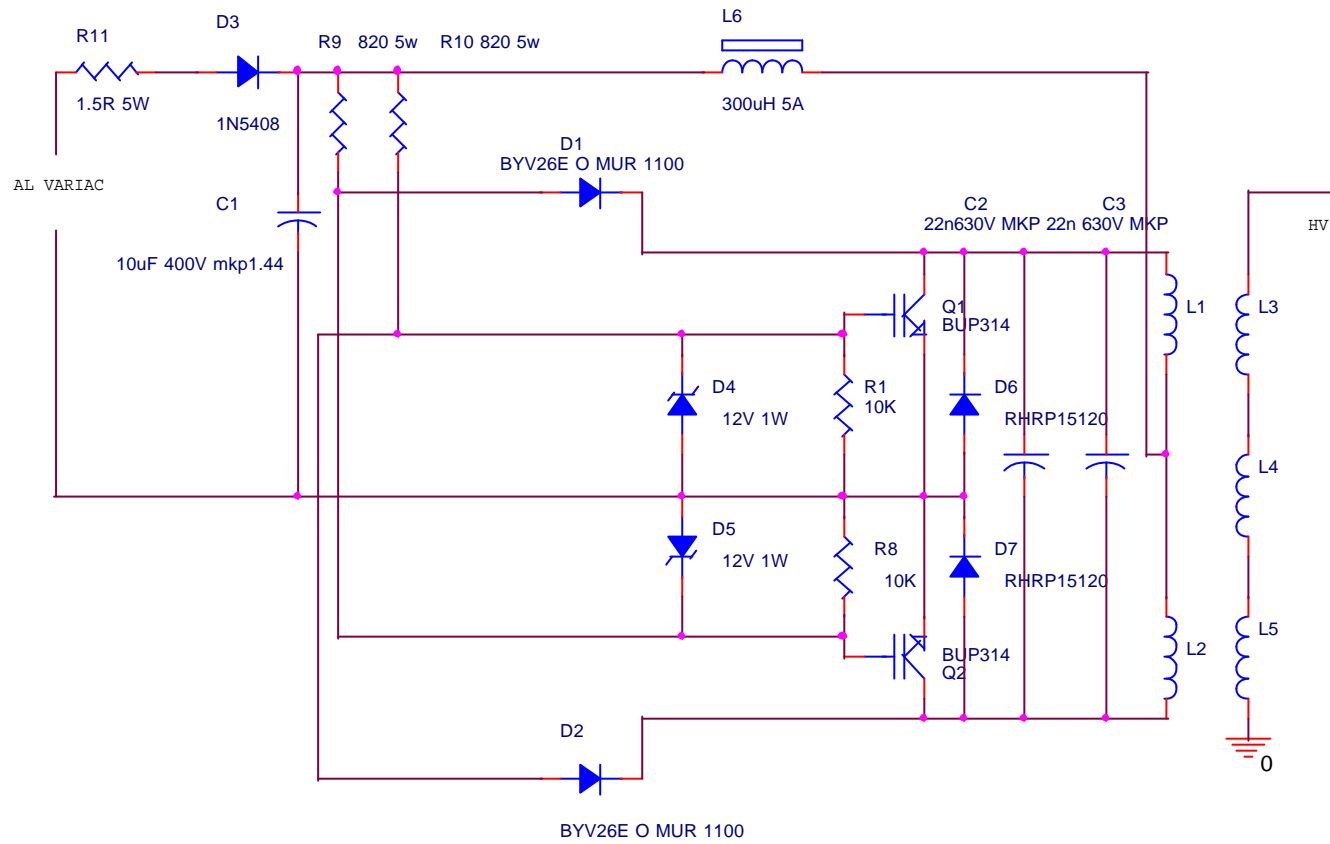 D3
L6
R11
R9 820 5w R10 820 5w
1.5R 5W
300uH 5A
1N5408
D1
BYV26E O MUR 1100
AL VARIAC
C1
C2
C3
22n630V MKP
22n 630V MKP
HV
10uF 400V mkp1.44
Q1
BUP314
L1
L3
D4
12V 1W
R1
10K
D6
RHRP15120
L4
D5
12V 1W
R8
10K
D7
RHRP15120
BUP314
Q2
L2
L5
D2
0
BYV26E O MUR 1100